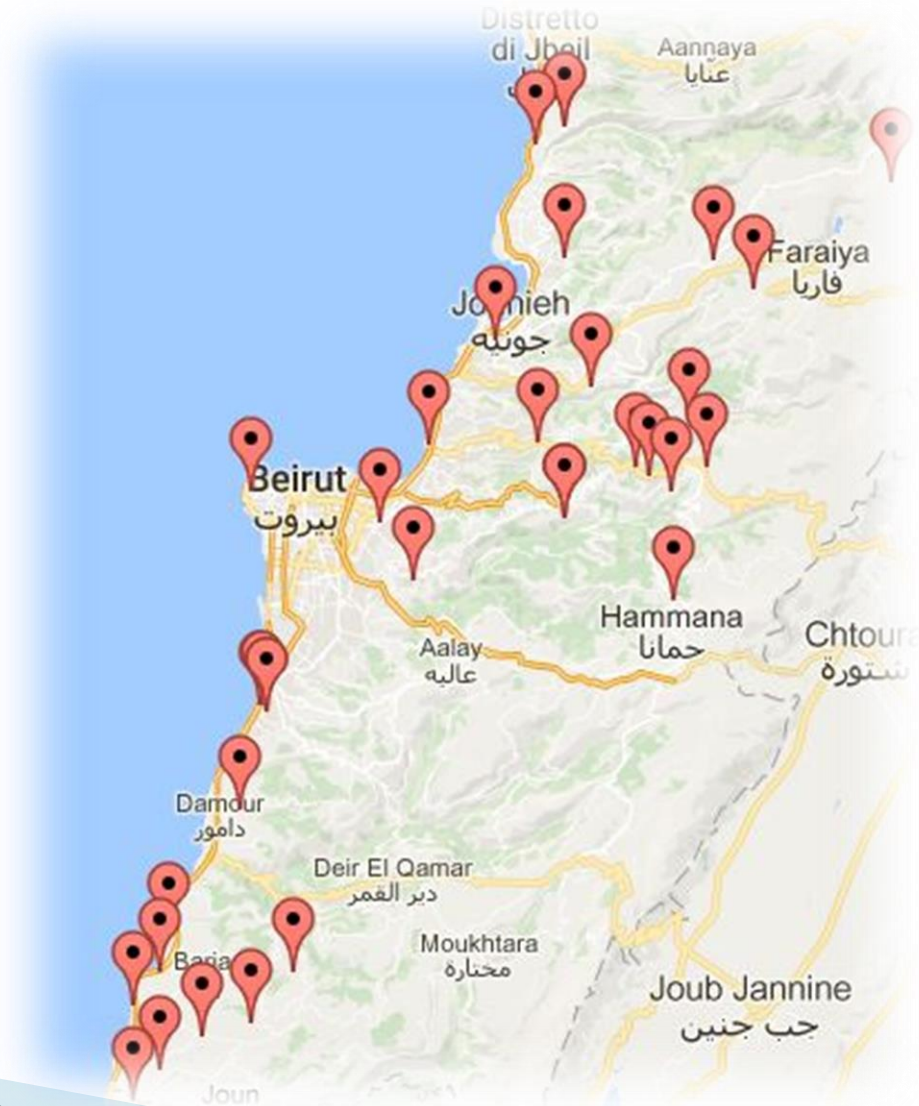 Distretto
di Jbeil
Aannaya
عنايا
Faraiya
فاريا
Jounieh
جونيه
Beirut
بيروت
Hammana
حمانا
Chtoura
شتورة
Aalay
عاليه
Damour
دامور
Deir El Qamar
دير القمر
Barja
Moukhtara
مختارة
Joub Jannine
جب جنين
Joun